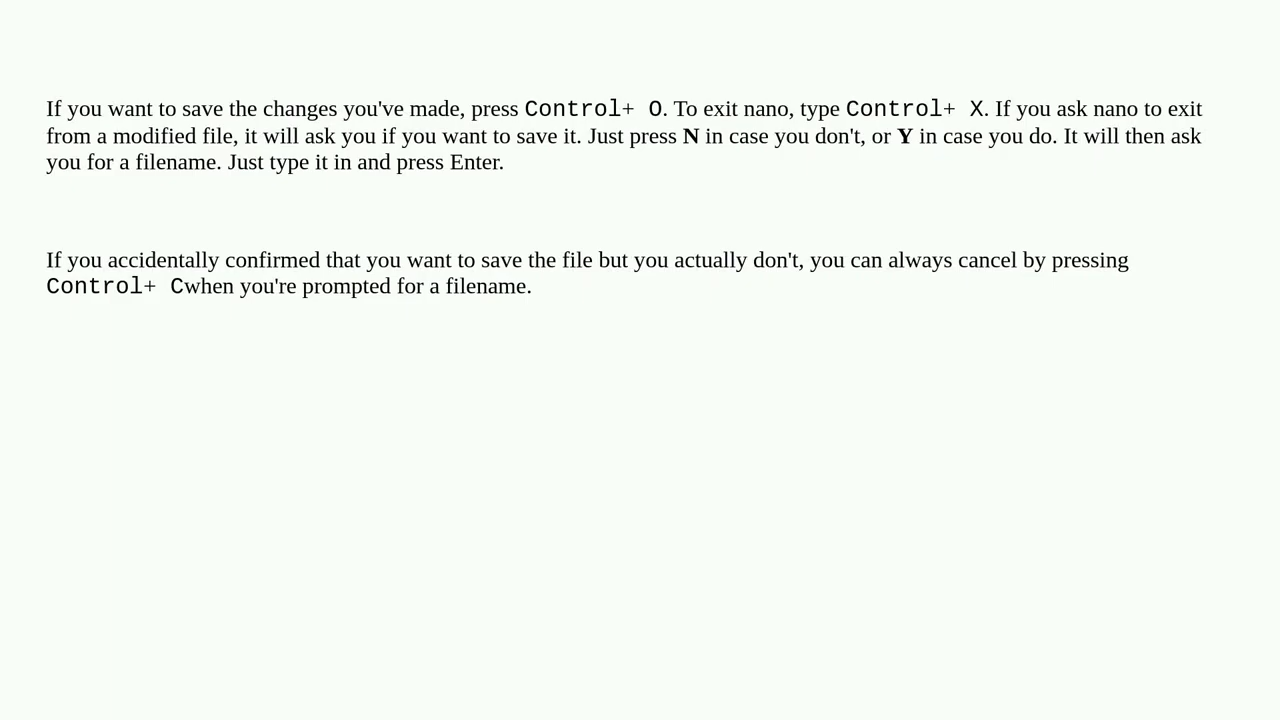 If you want to save the changes you've made, press Control+ O. To exit nano, type Control+ X. If you ask nano to exit
from a modified file, it will ask you if you want to save it. Just press N in case you don't, or Y in case you do. It will then ask
you for a filename. Just type it in and press Enter.
If you accidentally confirmed that you want to save the file but you actually don't, you can always cancel by pressing
Control+ Cwhen you're prompted for a filename.